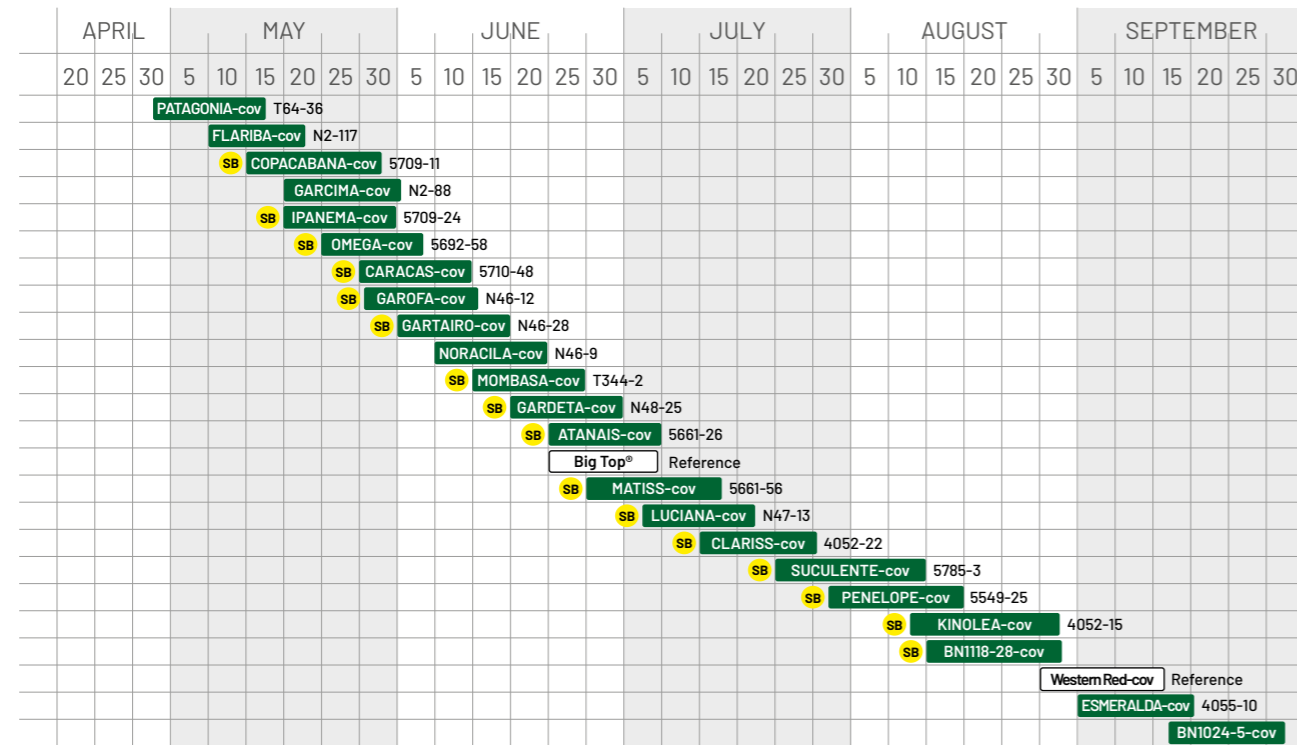 APRIL MAY JUNE JULY AUGUST SEPTEMBER
20 25 30 5 10 15 20 25 30 5 10 15 20 25 30 5 10 15 20 25 30 5 10 15 20 25 30 5 10 15 20 25 30
PATAGONIA-cov T64-36
FLARIBA-cov N2-117
SB COPACABANA-cov 5709-11
GARCIMA-cov N2-88
SB IPANEMA-cov 5709-24
SB OMEGA-cov 5692-58
SB CARACAS-cov 5710-48
SB GAROFA-cov N46-12
SB GARTAIRO-cov N46-28
NORACILA-cov N46-9
SB MOMBASA-cov T344-2
SB GARDETA-cov N48-25
SB ATANAIS-cov 5661-26
Big Top® Reference
SB MATISS-cov 5661-56
SB LUCIANA-cov N47-13
SB CLARISS-cov 4052-22
SB SUCULENTE-cov 5785-3
SB PENELOPE-cov 5549-25
SB KINOLEA-cov 4052-15
SB BN1118-28-cov
Western Red-cov Reference
ESMERALDA-cov 4055-10
BN1024-5-cov